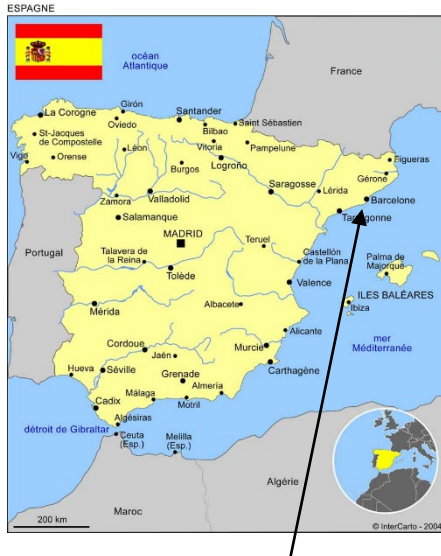 ESPAGNE
océan
Atlantique
France
La Corogne
Girón
Oviedo
Santander
Saint Sébastien
Bilbao
St-Jacques
de Compostelle
Vitoria
Pampelune
Léon
Vigo
Orense
Burgos
Logroño
Figueras
Gérone
Saragosse
Lérida
Barcelone
Zamora
Valladolid
Tarragonne
Salamanque
Portugal
MADRID
Teruel
Talavera de
la Reina
Castellón
de la Plana
Palma de
Majorque
Tolède
Valence
ILES BALÉARES
Ibiza
Mérida
Albacete
mer
Méditerranée
Alicante
Cordoue
Jaén
Murcie
Hueva
Séville
Carthagène
Grenade
Almeria
Cadix
Málaga
Motril
Algésiras
détroit de Gibraltar
Ceuta
(Esp.)
Melilla
(Esp.)
Algérie
Maroc
200 km
© InterCarto - 2004